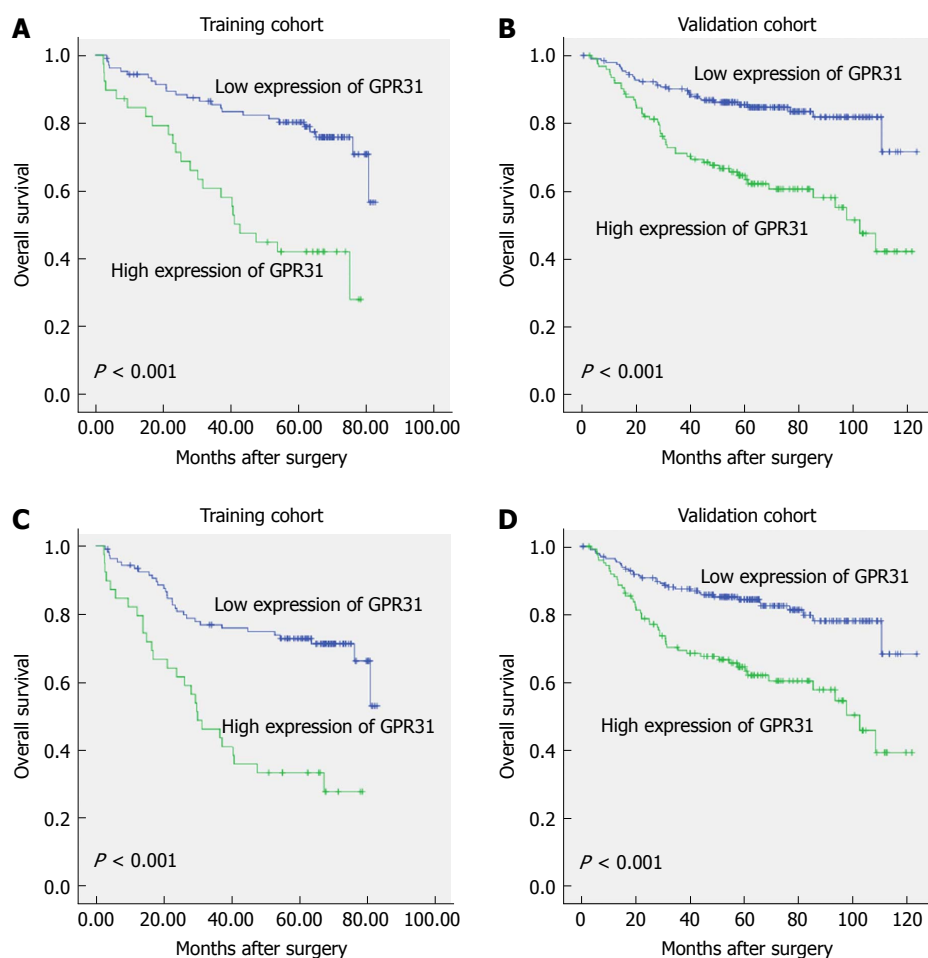 A
Training cohort
1.0
0.8
0.6
0.4
0.2
0.0
Overall survival
Low expression of GPR31
High expression of GPR31
P < 0.001
0.00 20.00 40.00 60.00 80.00 100.00
Months after surgery
B
Validation cohort
1.0
0.8
0.6
0.4
0.2
0.0
Overall survival
Low expression of GPR31
High expression of GPR31
P < 0.001
0 20 40 60 80 100 120
Months after surgery
C
Training cohort
1.0
0.8
0.6
0.4
0.2
0.0
Overall survival
Low expression of GPR31
High expression of GPR31
P < 0.001
0.00 20.00 40.00 60.00 80.00 100.00
Months after surgery
D
Validation cohort
1.0
0.8
0.6
0.4
0.2
0.0
Overall survival
Low expression of GPR31
High expression of GPR31
P < 0.001
0 20 40 60 80 100 120
Months after surgery